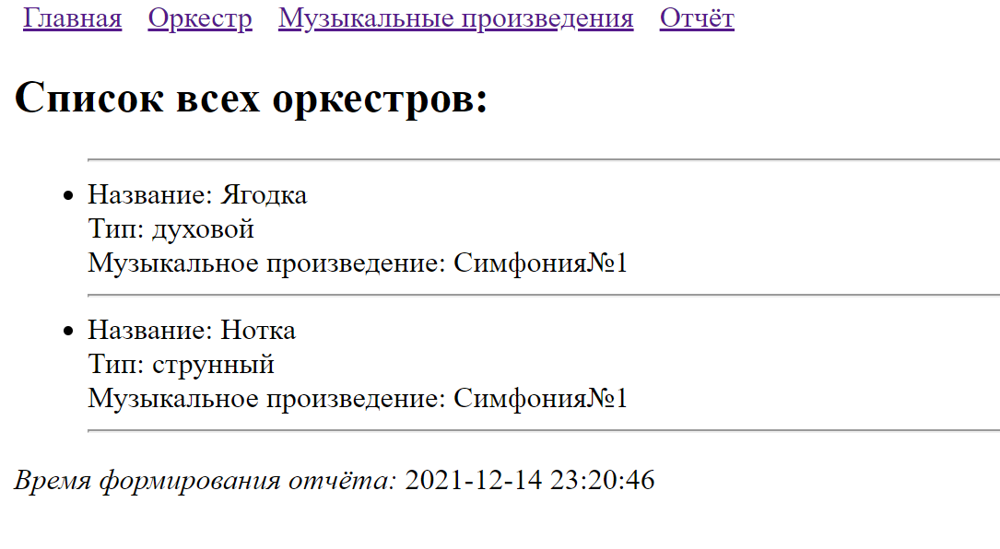 Главная Оркестр Музыкальные произведения Отчёт
Список всех оркестров:
Название: Ягодка
Тип: духовой
Музыкальное произведение: Симфония№1
Название: Нотка
Тип: струнный
Музыкальное произведение: Симфония№1
Время формирования отчёта: 2021-12-14 23:20:46